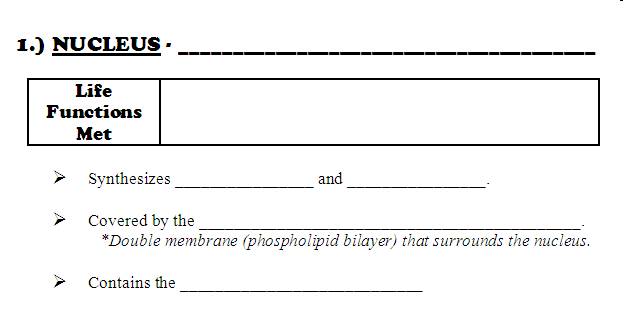 1.) NUCLEUS - ________________________________
Life
Functions
Met
➢ Synthesizes ________________ and ________________.
➢ Covered by the ____________________________________________.
*Double membrane (phospholipid bilayer) that surrounds the nucleus.
➢ Contains the ____________________________